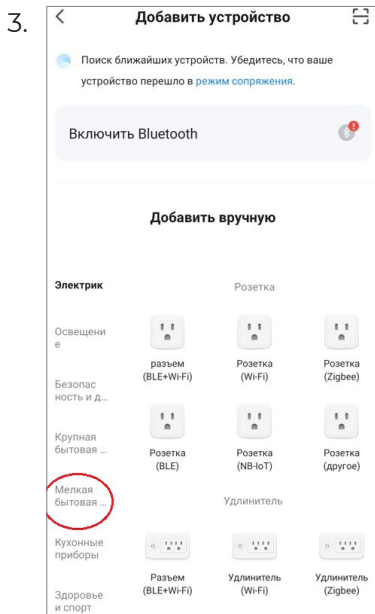 3.
Добавить устройство
Поиск ближайших устройств. Убедитесь, что ваше
устройство перешло в режим сопряжения.
Включить Bluetooth
Добавить вручную
Электрик
Розетка
Освещени
е
разъем
(BLE+Wi-Fi)
Розетка
(Wi-Fi)
Розетка
(Zigbee)
Безопас
ность и д...
Крупная
бытовая ...
Розетка
(BLE)
Розетка
(NB-IoT)
Розетка
(другое)
Мелкая
бытовая ...
Удлинитель
Кухонные
приборы
Разъем
(BLE+Wi-Fi)
Удлинитель
(Wi-Fi)
Удлинитель
(Zigbee)
Здоровье
и спорт